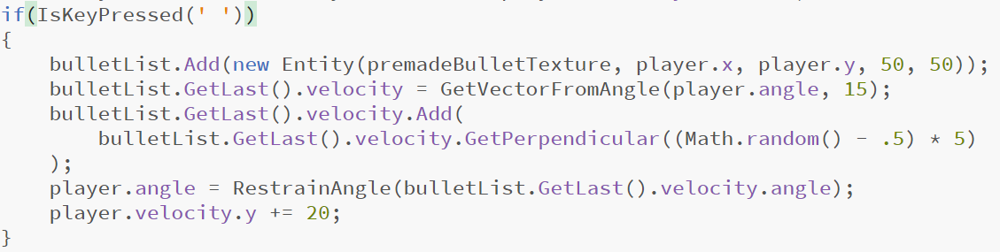 if(IsKeyPressed(' '))
{
    bulletList.Add(new Entity(premadeBulletTexture, player.x, player.y, 50, 50));
    bulletList.GetLast().velocity = GetVectorFromAngle(player.angle, 15);
    bulletList.GetLast().velocity.Add(
        bulletList.GetLast().velocity.GetPerpendicular((Math.random() - .5) * 5)
    );
    player.angle = RestrainAngle(bulletList.GetLast().velocity.angle);
    player.velocity.y += 20;
}